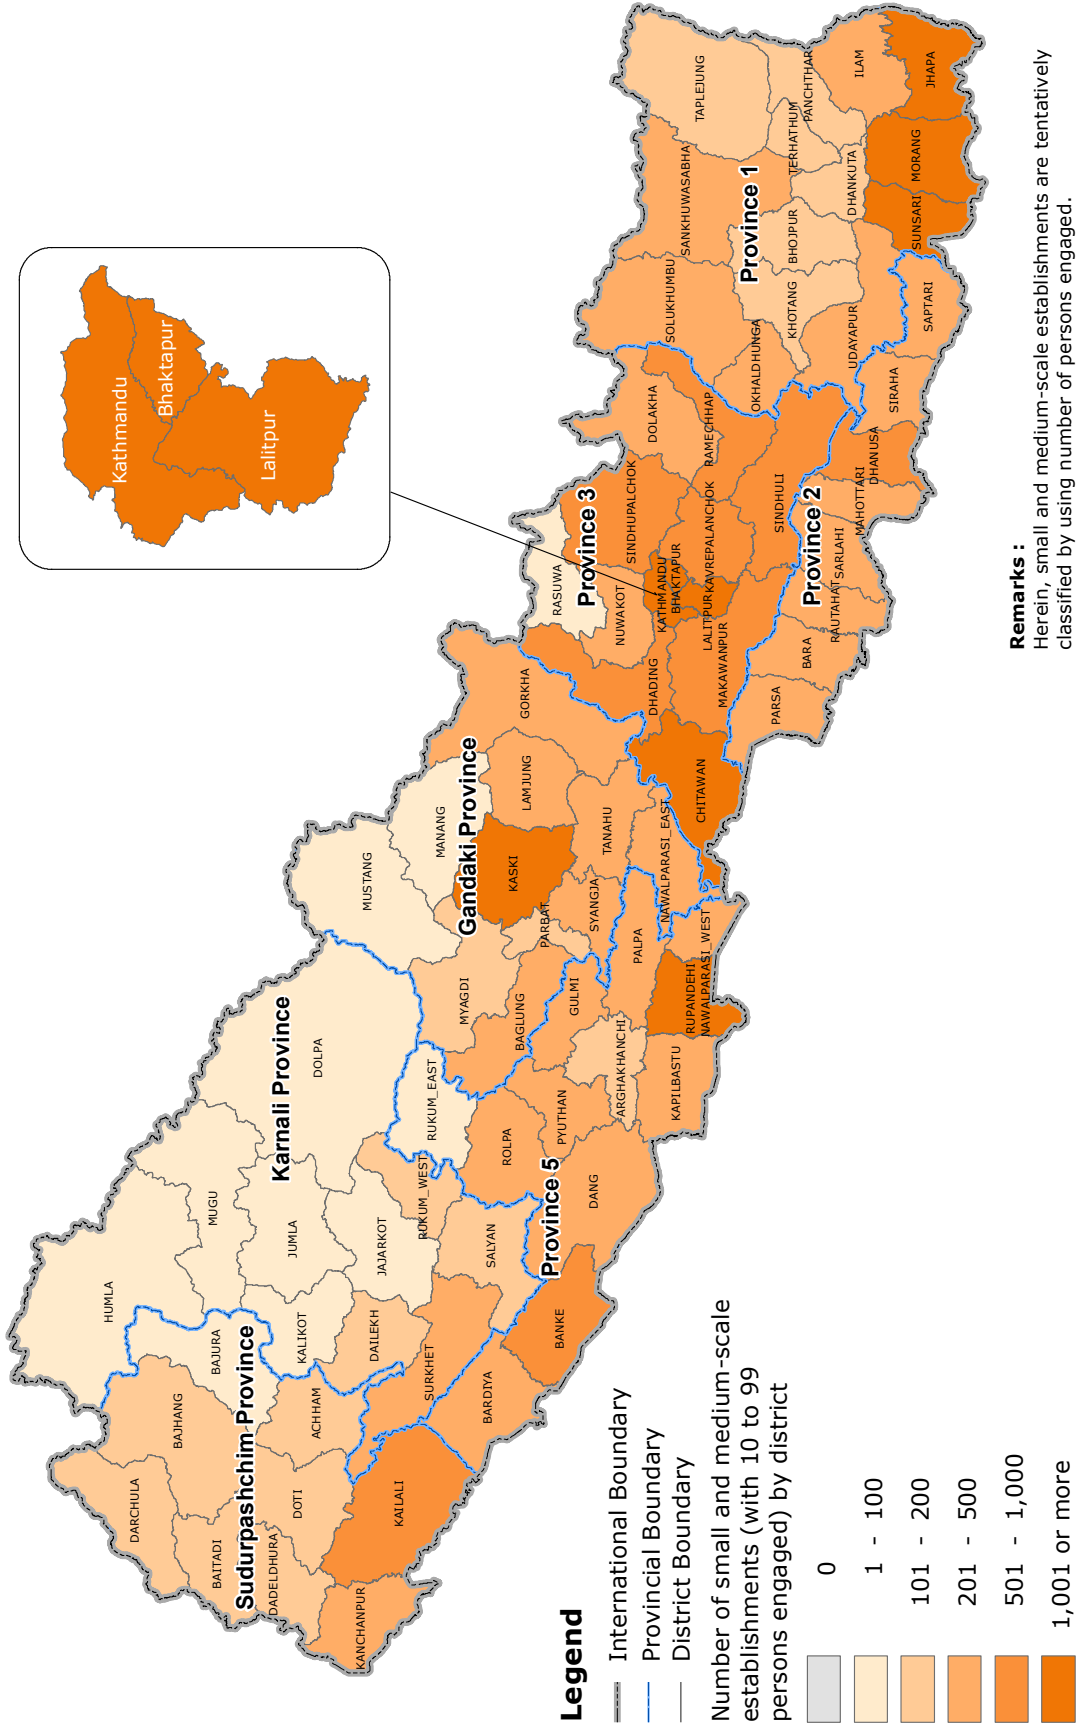 Kathmandu
Bhaktapur
Lalitpur
Sudurpashchim Province
DARCHULA
BAJHANG
BAITADI
BAJURA
DADELDHURA
DOTI
ACHHAM
KANCHANPUR
KAILALI
Karnali Province
HUMLA
MUGU
JUMLA
KALIKOT
DOLPA
JAJARKOT
DAILEKH
RUKUM_WEST
SURKHET
SALYAN
Province 5
RUKUM_EAST
ROLPA
PYUTHAN
BARDIYA
BANKE
DANG
GULMI
ARGHAKHANCHI
PALPA
KAPILBASTU
RUPANDEHI
NAWALPARASI_WEST
Gandaki Province
MUSTANG
MANANG
GORKHA
LAMJUNG
KASKI
MYAGDI
PARBAT
BAGLUNG
SYANGJA
TANAHU
NAWALPARASI_EAST
Province 3
RASUWA
NUWAKOT
SINDHUPALCHOK
DOLAKHA
DHADING
KATHMANDU
BHAKTAPUR
LALITPUR
KAVREPALANCHOK
RAMECHHAP
MAKAWANPUR
SINDHULI
CHITAWAN
Province 2
PARSA
BARA
RAUTAHAT
SARLAHI
MAHOTTARI
DHANUSA
SIRAHA
SAPTARI
Province 1
TAPLEJUNG
SANKHUWASABHA
SOLUKHUMBU
OKHALDHUNGA
KHOTANG
BHOJPUR
TERHATHUM
PANCHTHAR
DHANKUTA
ILAM
UDAYAPUR
SUNSARI
MORANG
JHAPA
Legend
International Boundary
Provincial Boundary
District Boundary
Number of small and medium-scale
establishments (with 10 to 99
persons engaged) by district
0
1 - 100
101 - 200
201 - 500
501 - 1,000
1,001 or more
Remarks :
Herein, small and medium-scale establishments are tentatively
classified by using number of persons engaged.